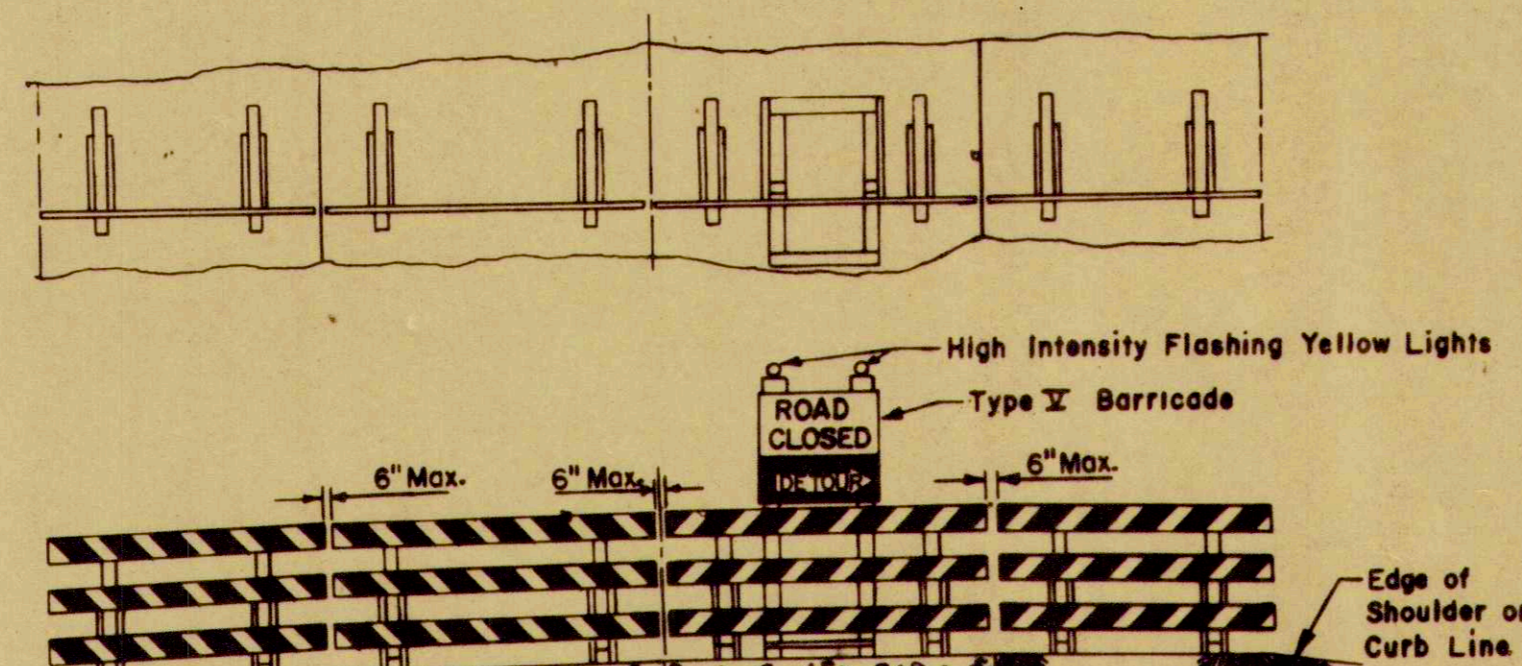 High Intensity Flashing Yellow Lights
Type V Barricade
ROAD
CLOSED
DETOUR
6" Max.
6" Max.
6" Max.
Edge of
Shoulder or
Curb Line